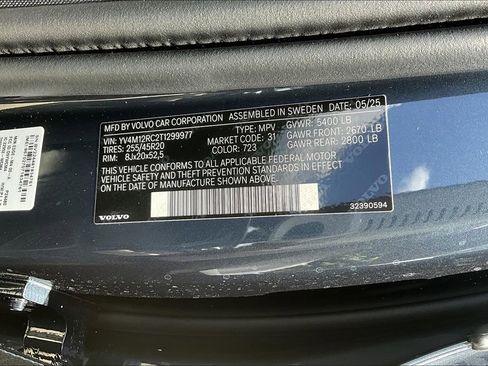 MFD BY VOLVO CAR CORPORATION ASSEMBLED IN SWEDEN 05/25
VIN: YV4M12RC2T1299977 TYPE: MPV GVWR: 5400 LB
TIRES: 255/45R20 MARKET CODE: 31 GAWR FRONT: 2670 LB
RIM: 8Jx20x52,5 COLOR: 723 GAWR REAR: 2800 LB
THIS VEHICLE CONFORMS TO ALL APPLICABLE FEDERAL MOTOR
VEHICLE SAFETY, BUMPER, AND THEFT PREVENTION STANDARDS
IN EFFECT ON THE DATE OF
MANUFACTURE SHOWN ABOVE.
VOLVO
32390594